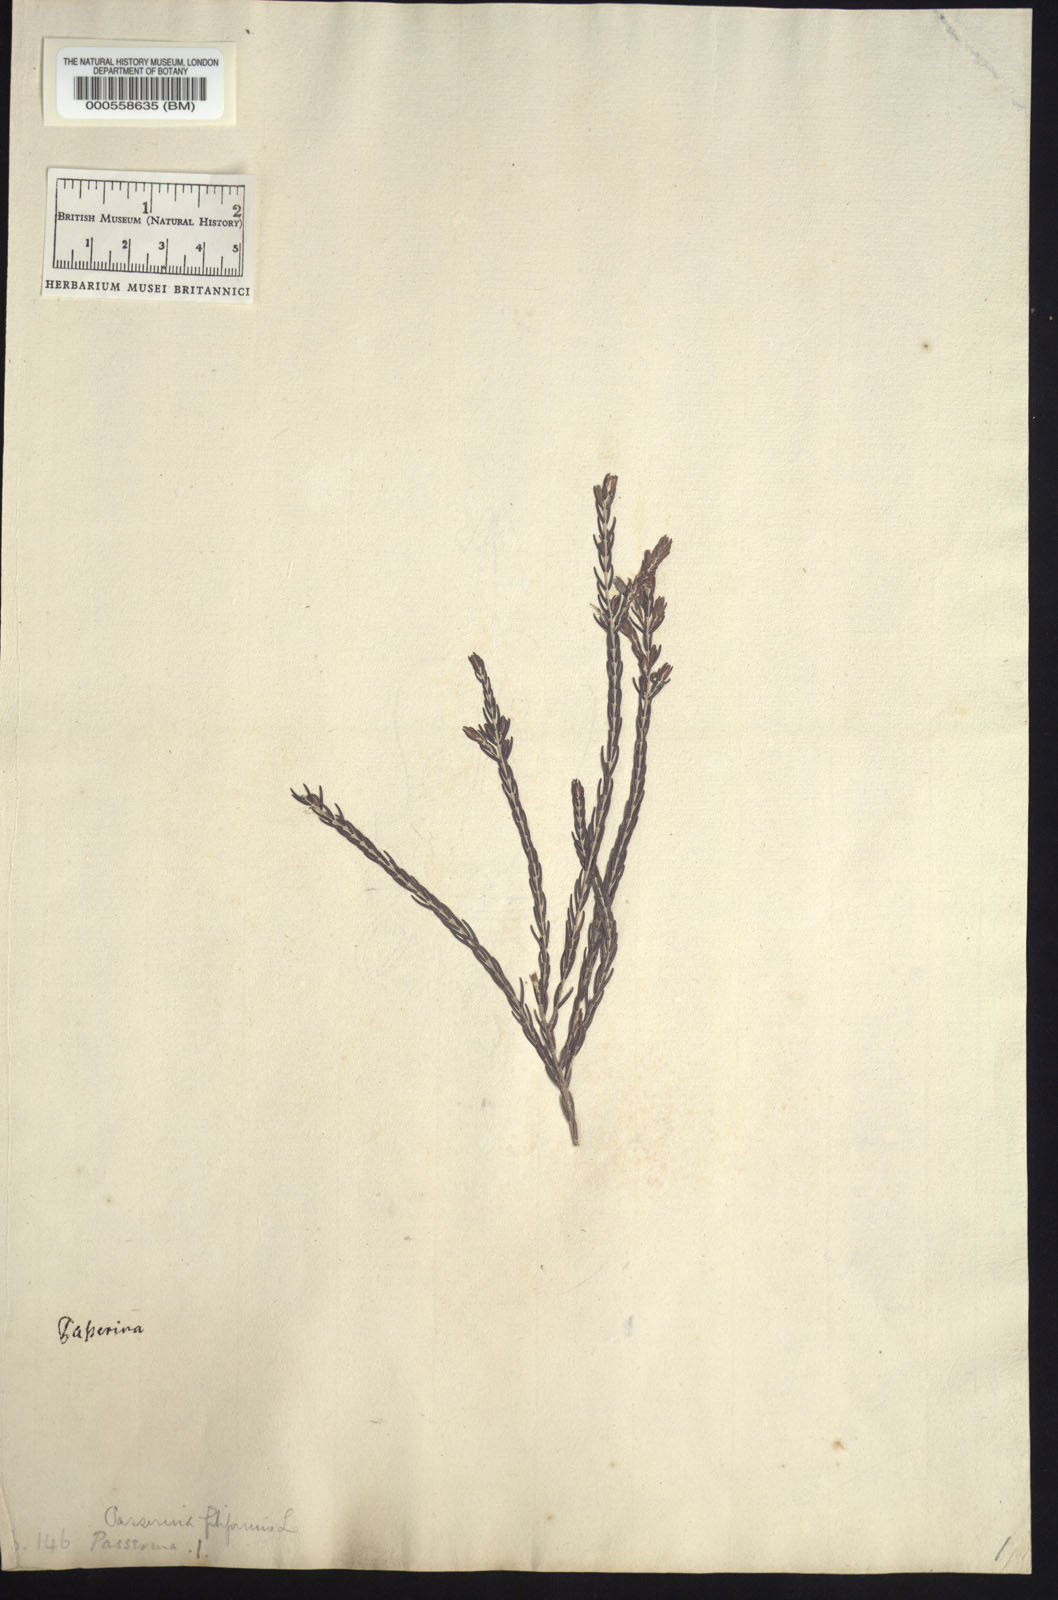 THE NATURAL HISTORY MUSEUM, LONDON
DEPARTMENT OF BOTANY
000558635 (BM)
1 2
BRITISH MUSEUM (NATURAL HISTORY)
1 2 3 4 5
HERBARIUM MUSEI BRITANNICI
Passerina
Passerina filiformis L
146 Passerina .1.
1